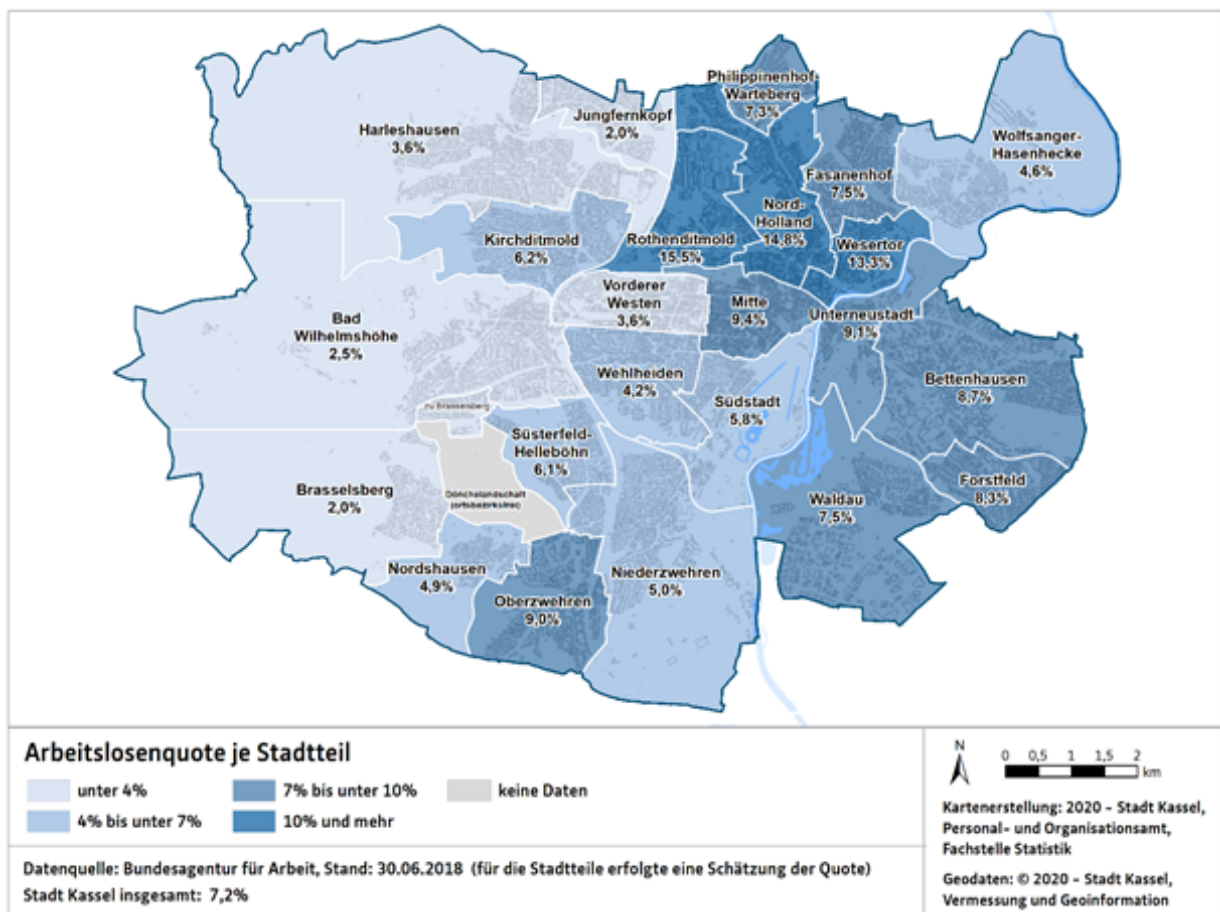 Philippinenhof-
Warteberg
7,3%
Jungfernkopf
2,0%
Harleshausen
3,6%
Wolfsanger-
Hasenhecke
4,6%
Fasanenhof
7,5%
Nord-
Holland
14,8%
Kirchditmold
6,2%
Rothenditmold
15,5%
Wesertor
13,3%
Vorderer
Westen
3,6%
Mitte
9,4%
Unterneustadt
9,1%
Bad
Wilhelmshöhe
2,5%
Wehlheiden
4,2%
Südstadt
5,8%
Bettenhausen
8,7%
zu Brasselsberg
Süsterfeld-
Helleböhn
6,1%
Brasselsberg
2,0%
Dönchelandschaft
(ortsbezirksfrei)
Forstfeld
8,3%
Waldau
7,5%
Nordshausen
4,9%
Niederzwehren
5,0%
Oberzwehren
9,0%
Arbeitslosenquote je Stadtteil
unter 4%
7% bis unter 10%
keine Daten
4% bis unter 7%
10% und mehr
Datenquelle: Bundesagentur für Arbeit, Stand: 30.06.2018 (für die Stadtteile erfolgte eine Schätzung der Quote)
Stadt Kassel insgesamt: 7,2%
N
0 0,5 1 1,5 2
km
Kartenerstellung: 2020 - Stadt Kassel,
Personal- und Organisationsamt,
Fachstelle Statistik
Geodaten: © 2020 - Stadt Kassel,
Vermessung und Geoinformation